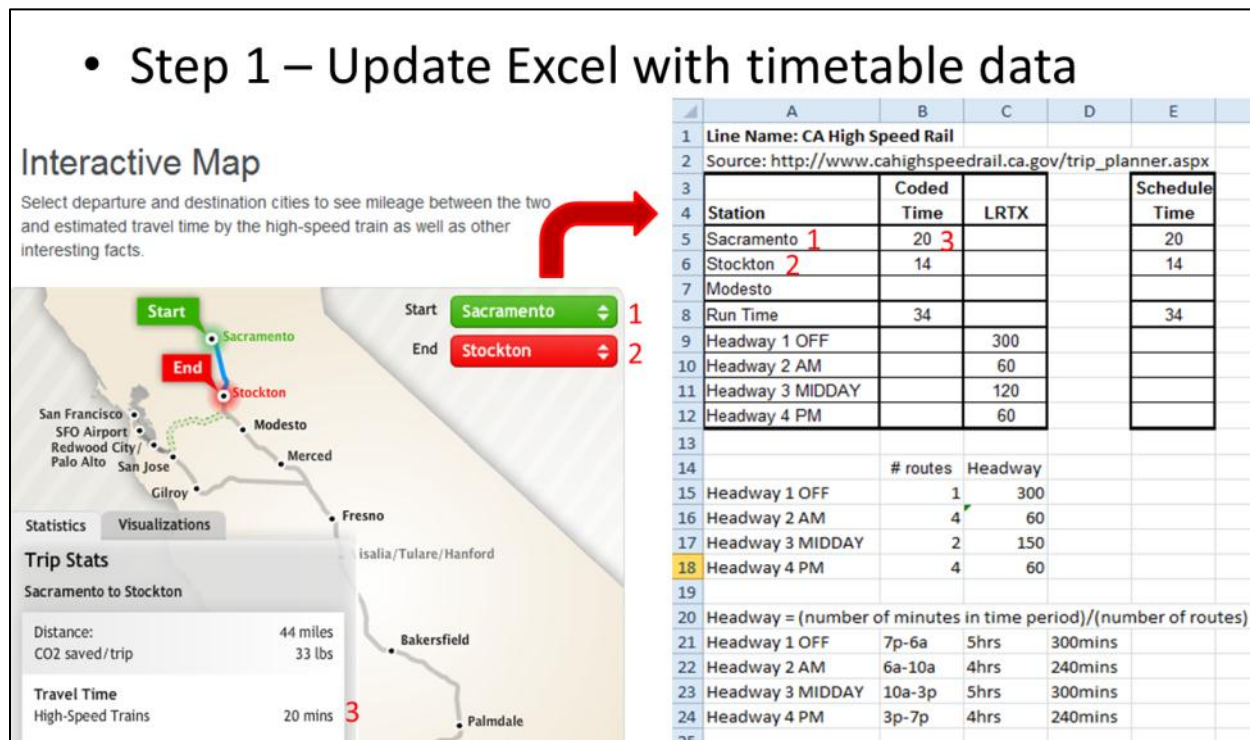 • Step 1 – Update Excel with timetable data
Interactive Map
Select departure and destination cities to see mileage between the two
and estimated travel time by the high-speed train as well as other
interesting facts.
Start Sacramento 1
End Stockton 2
Start
Sacramento
End
Stockton
San Francisco
SFO Airport
Redwood City/
Palo Alto
San Jose
Gilroy
Modesto
Merced
Fresno
isalia/Tulare/Hanford
Bakersfield
Palmdale
Statistics Visualizations
Trip Stats
Sacramento to Stockton
Distance: 44 miles
CO2 saved/trip 33 lbs
Travel Time
High-Speed Trains 20 mins 3
A B C D E
1 Line Name: CA High Speed Rail
2 Source: http://www.cahighspeedrail.ca.gov/trip_planner.aspx
3 Coded Schedule
4 Station Time LRTX Time
5 Sacramento 1 20 3 20
6 Stockton 2 14 14
7 Modesto
8 Run Time 34 34
9 Headway 1 OFF 300
10 Headway 2 AM 60
11 Headway 3 MIDDAY 120
12 Headway 4 PM 60
13
14 # routes Headway
15 Headway 1 OFF 1 300
16 Headway 2 AM 4 60
17 Headway 3 MIDDAY 2 150
18 Headway 4 PM 4 60
19
20 Headway = (number of minutes in time period)/(number of routes)
21 Headway 1 OFF 7p-6a 5hrs 300mins
22 Headway 2 AM 6a-10a 4hrs 240mins
23 Headway 3 MIDDAY 10a-3p 5hrs 300mins
24 Headway 4 PM 3p-7p 4hrs 240mins